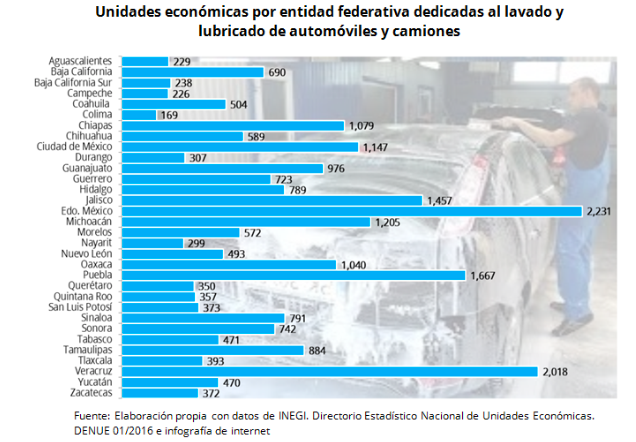 Unidades económicas por entidad federativa dedicadas al lavado y
lubricado de automóviles y camiones
Aguascalientes 229
Baja California 690
Baja California Sur 238
Campeche 226
Coahuila 504
Colima 169
Chiapas 1,079
Chihuahua 589
Ciudad de México 1,147
Durango 307
Guanajuato 976
Guerrero 723
Hidalgo 789
Jalisco 1,457
Edo. México 2,231
Michoacán 1,205
Morelos 572
Nayarit 299
Nuevo León 493
Oaxaca 1,040
Puebla 1,667
Querétaro 350
Quintana Roo 357
San Luis Potosí 373
Sinaloa 791
Sonora 742
Tabasco 471
Tamaulipas 884
Tlaxcala 393
Veracruz 2,018
Yucatán 470
Zacatecas 372
Fuente: Elaboración propia con datos de INEGI. Directorio Estadístico Nacional de Unidades Económicas.
DENUE 01/2016 e infografía de internet